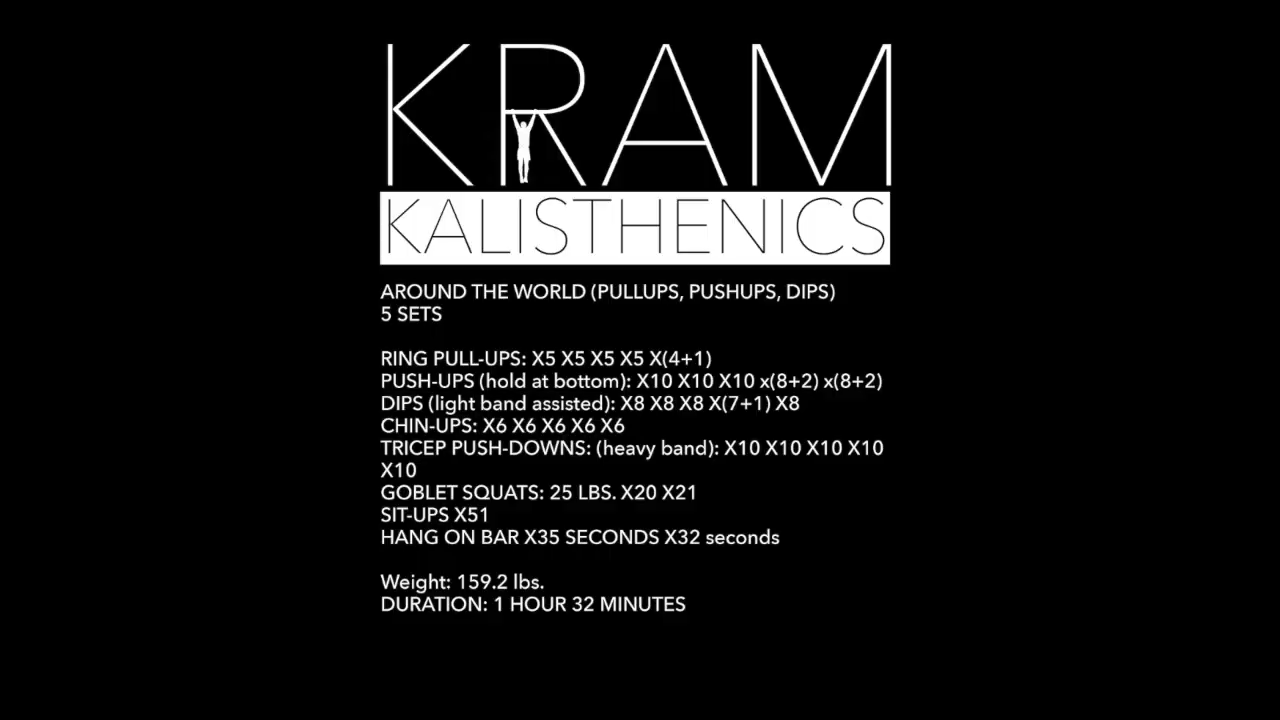 KRAM
KALISTHENICS
AROUND THE WORLD (PULLUPS, PUSHUPS, DIPS)
5 SETS
RING PULL-UPS: X5 X5 X5 X5 X(4+1)
PUSH-UPS (hold at bottom): X10 X10 X10 x(8+2) x(8+2)
DIPS (light band assisted): X8 X8 X8 X(7+1) X8
CHIN-UPS: X6 X6 X6 X6 X6
TRICEP PUSH-DOWNS: (heavy band): X10 X10 X10 X10
X10
GOBLET SQUATS: 25 LBS. X20 X21
SIT-UPS X51
HANG ON BAR X35 SECONDS X32 seconds
Weight: 159.2 lbs.
DURATION: 1 HOUR 32 MINUTES